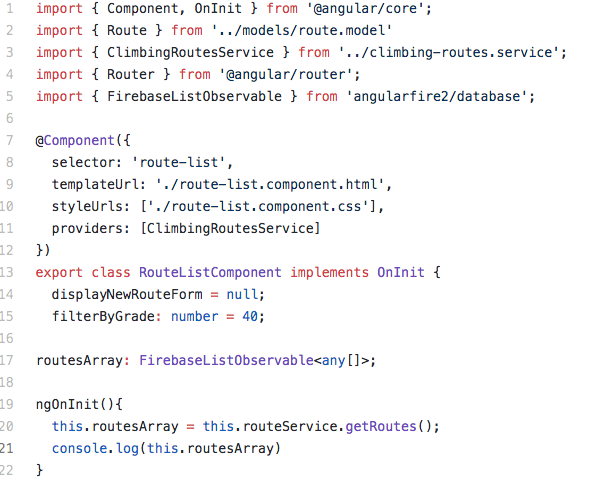 1 import { Component, OnInit } from '@angular/core';
2 import { Route } from '../models/route.model'
3 import { ClimbingRoutesService } from '../climbing-routes.service';
4 import { Router } from '@angular/router';
5 import { FirebaseListObservable } from 'angularfire2/database';
6
7 @Component({
8 selector: 'route-list',
9 templateUrl: './route-list.component.html',
10 styleUrls: ['./route-list.component.css'],
11 providers: [ClimbingRoutesService]
12 })
13 export class RouteListComponent implements OnInit {
14 displayNewRouteForm = null;
15 filterByGrade: number = 40;
16
17 routesArray: FirebaseListObservable<any[]>;
18
19 ngOnInit(){
20 this.routesArray = this.routeService.getRoutes();
21 console.log(this.routesArray)
22 }